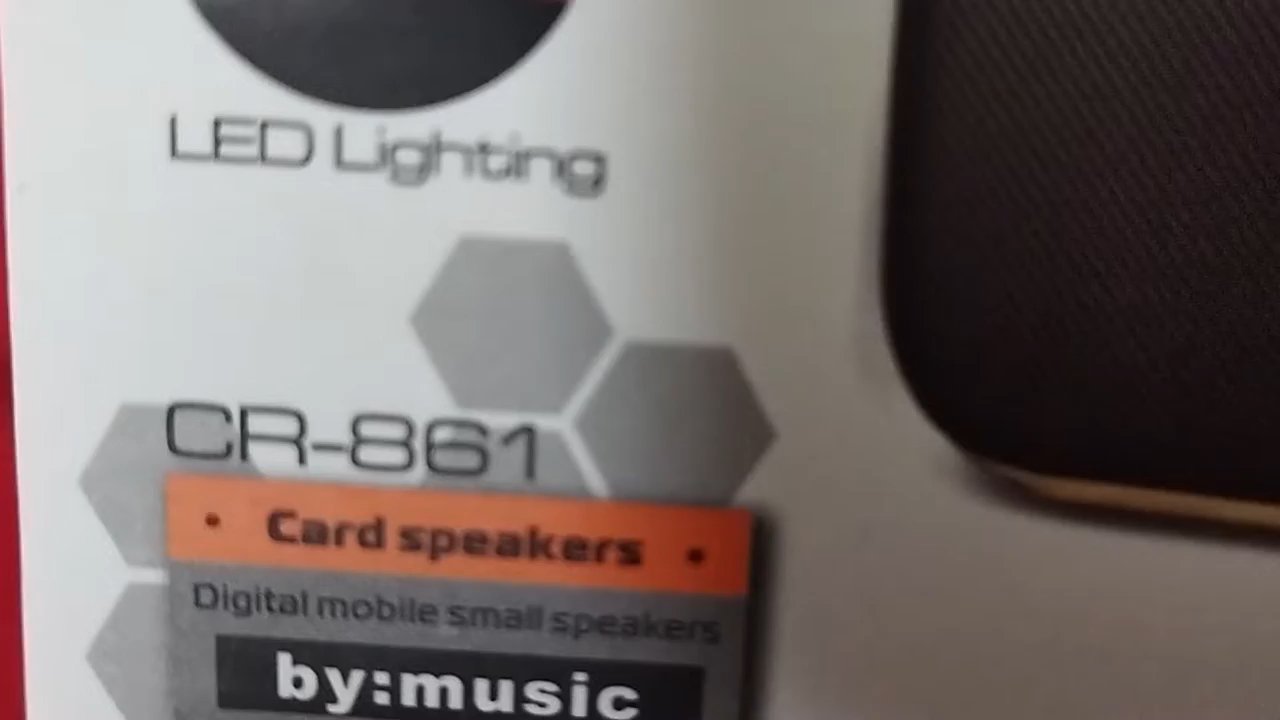 LED Lighting
CR-861
• Card speakers •
Digital mobile small speakers
by:music